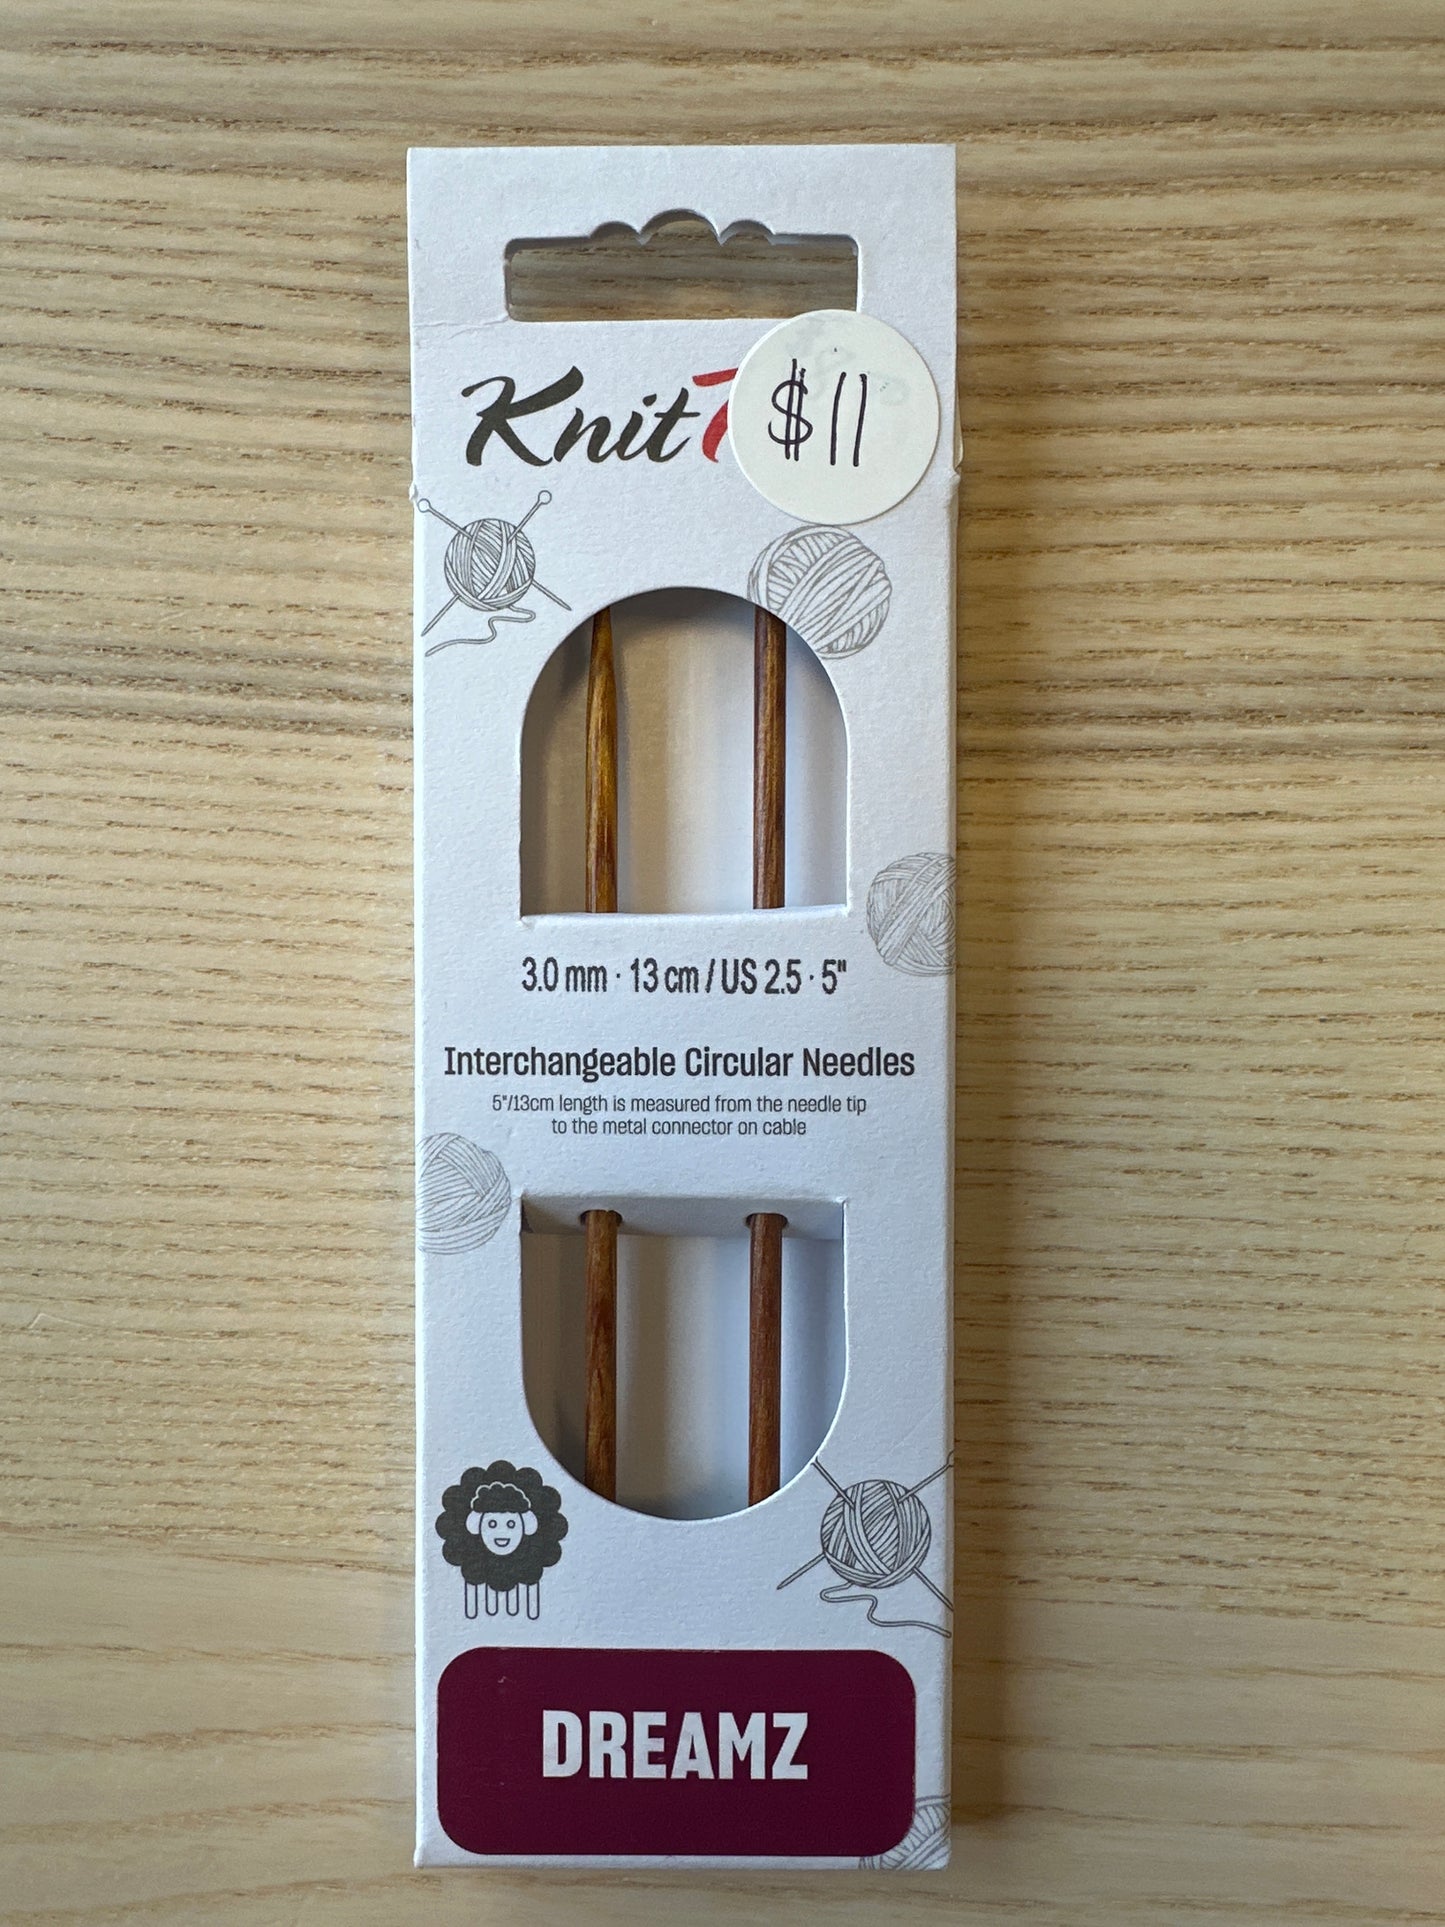 Knit
$11
3.0 mm · 13 cm / US 2.5 · 5"
Interchangeable Circular Needles
5"/13cm length is measured from the needle tip
to the metal connector on cable
DREAMZ